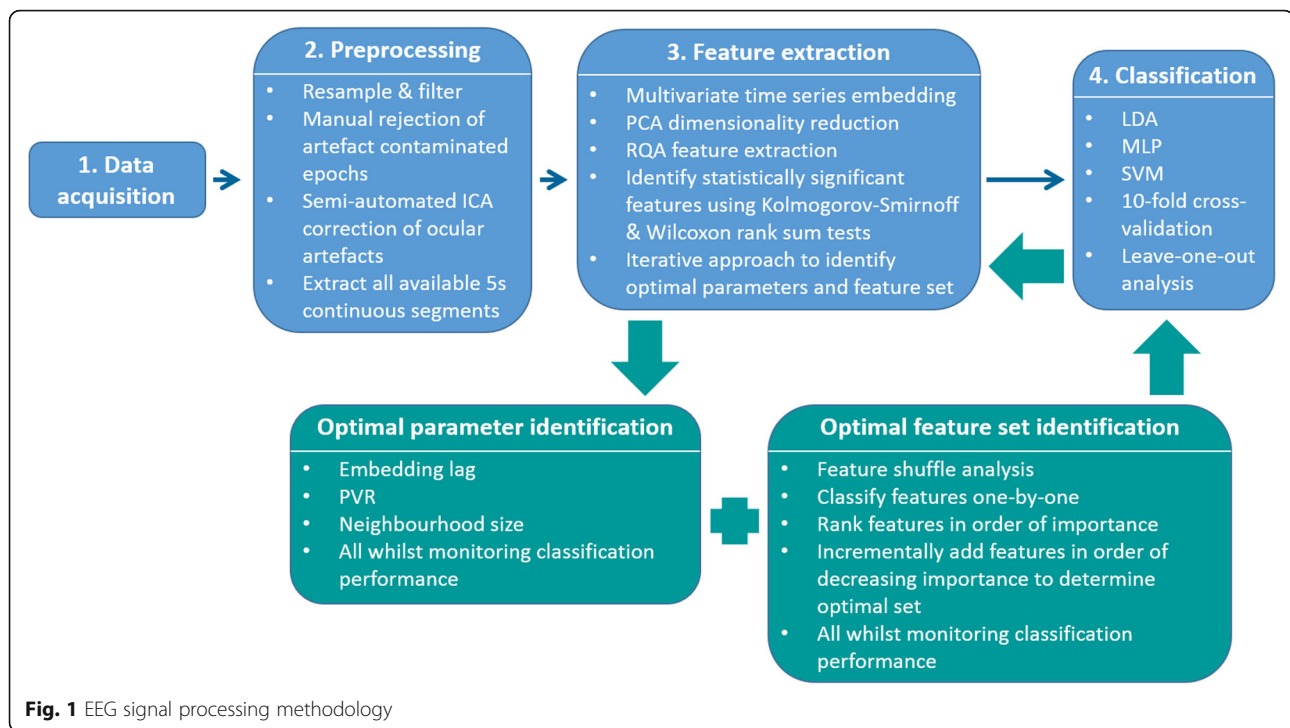 1. Data
acquisition
2. Preprocessing
• Resample & filter
• Manual rejection of
artefact contaminated
epochs
• Semi-automated ICA
correction of ocular
artefacts
• Extract all available 5s
continuous segments
3. Feature extraction
• Multivariate time series embedding
• PCA dimensionality reduction
• RQA feature extraction
• Identify statistically significant
features using Kolmogorov-Smirnoff
& Wilcoxon rank sum tests
• Iterative approach to identify
optimal parameters and feature set
4. Classification
• LDA
• MLP
• SVM
• 10-fold cross-
validation
• Leave-one-out
analysis
Optimal parameter identification
• Embedding lag
• PVR
• Neighbourhood size
• All whilst monitoring classification
performance
Optimal feature set identification
• Feature shuffle analysis
• Classify features one-by-one
• Rank features in order of importance
• Incrementally add features in order of
decreasing importance to determine
optimal set
• All whilst monitoring classification
performance
Fig. 1 EEG signal processing methodology